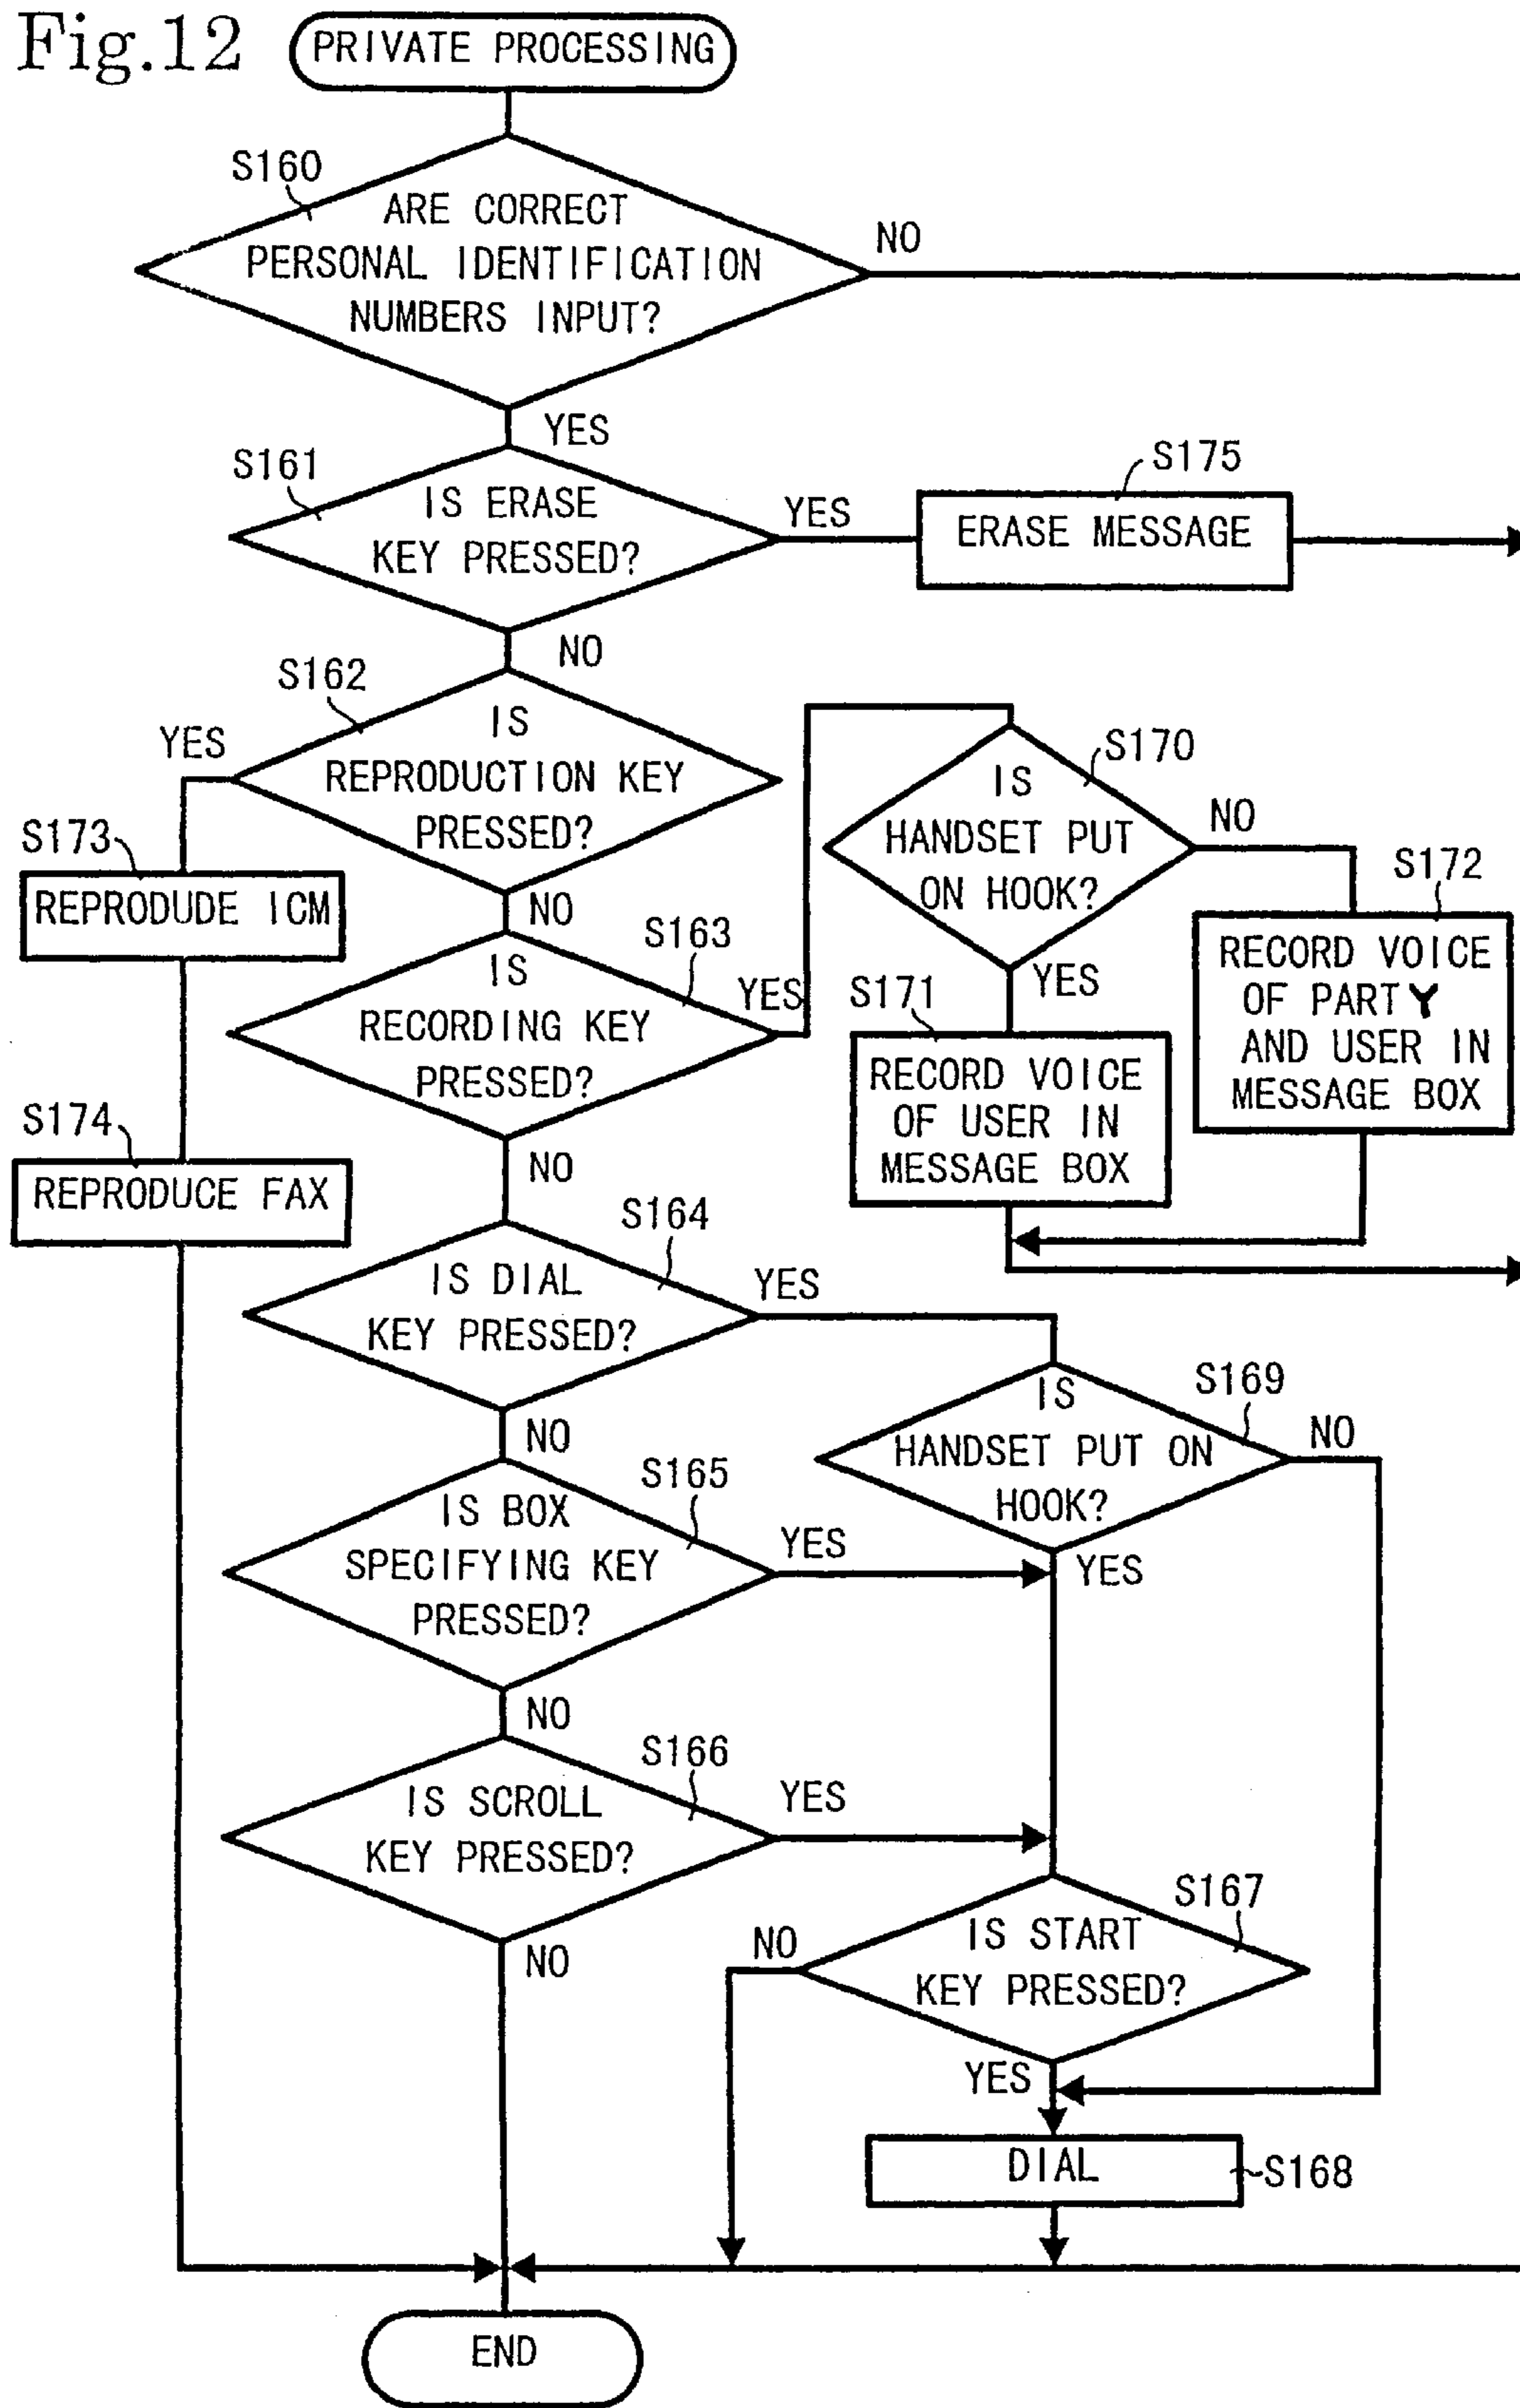 Fig.12
PRIVATE PROCESSING
S160
ARE CORRECT
PERSONAL IDENTIFICATION
NUMBERS INPUT?
NO
YES
S161
IS ERASE
KEY PRESSED?
YES
S175
ERASE MESSAGE
NO
S162
IS
REPRODUCTION KEY
PRESSED?
YES
S173
REPRODUDE ICM
S174
REPRODUCE FAX
NO
S163
IS
RECORDING KEY
PRESSED?
YES
S170
IS
HANDSET PUT
ON HOOK?
NO
S172
RECORD VOICE
OF PARTY
AND USER IN
MESSAGE BOX
YES
S171
RECORD VOICE
OF USER IN
MESSAGE BOX
NO
S164
IS DIAL
KEY PRESSED?
YES
S169
IS
HANDSET PUT ON
HOOK?
NO
YES
NO
S165
IS BOX
SPECIFYING KEY
PRESSED?
YES
NO
S166
IS SCROLL
KEY PRESSED?
YES
NO
S167
IS START
KEY PRESSED?
NO
YES
DIAL
S168
END